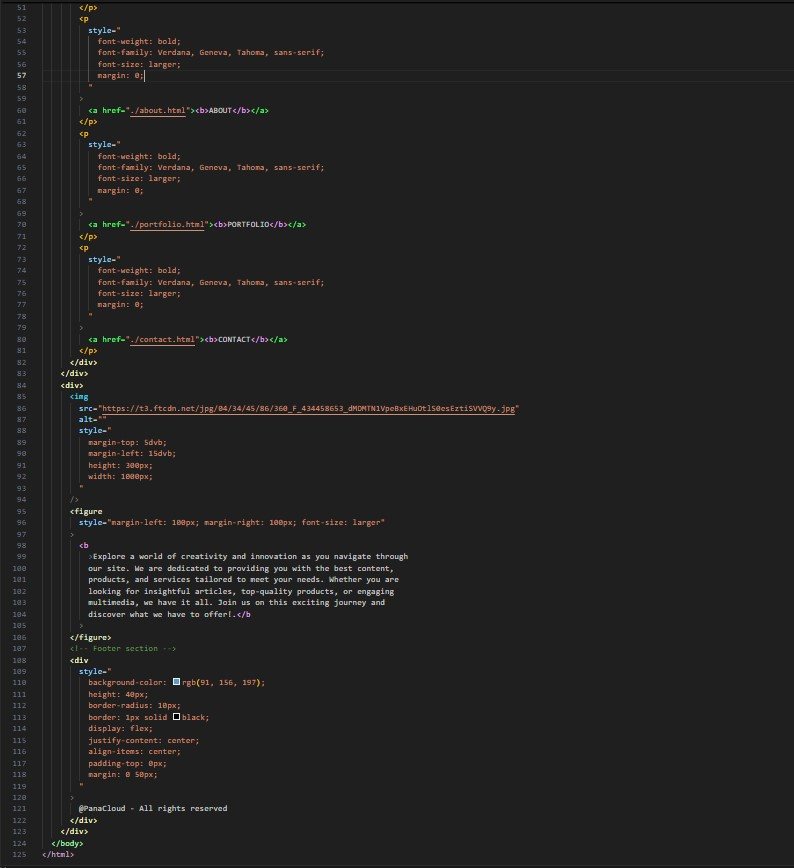 51 </p>
52 <p
53 style="
54 font-weight: bold;
55 font-family: Verdana, Geneva, Tahoma, sans-serif;
56 font-size: larger;
57 margin: 0;
58 "
59 >
60 <a href="./about.html"><b>ABOUT</b></a>
61 </p>
62 <p
63 style="
64 font-weight: bold;
65 font-family: Verdana, Geneva, Tahoma, sans-serif;
66 font-size: larger;
67 margin: 0;
68 "
69 >
70 <a href="./portfolio.html"><b>PORTFOLIO</b></a>
71 </p>
72 <p
73 style="
74 font-weight: bold;
75 font-family: Verdana, Geneva, Tahoma, sans-serif;
76 font-size: larger;
77 margin: 0;
78 "
79 >
80 <a href="./contact.html"><b>CONTACT</b></a>
81 </p>
82 </div>
83 </div>
84 <div>
85 <img
86 src="https://t3.ftcdn.net/jpg/04/34/45/86/360_F_434458653_dMDMTN1VpeBxEHuOtlS0esEztiSVVQ9y.jpg"
87 alt=""
88 style="
89 margin-top: 5dvb;
90 margin-left: 15dvb;
91 height: 300px;
92 width: 1000px;
93 "
94 />
95 <figure
96 style="margin-left: 100px; margin-right: 100px; font-size: larger"
97 >
98 <b
99 >Explore a world of creativity and innovation as you navigate through
100 our site. We are dedicated to providing you with the best content,
101 products, and services tailored to meet your needs. Whether you are
102 looking for insightful articles, top-quality products, or engaging
103 multimedia, we have it all. Join us on this exciting journey and
104 discover what we have to offer!.</b
105 >
106 </figure>
107 <!-- Footer section -->
108 <div
109 style="
110 background-color: rgb(91, 156, 197);
111 height: 40px;
112 border-radius: 10px;
113 border: 1px solid black;
114 display: flex;
115 justify-content: center;
116 align-items: center;
117 padding-top: 0px;
118 margin: 0 50px;
119 "
120 >
121 @PanaCloud - All rights reserved
122 </div>
123 </div>
124 </body>
125 </html>